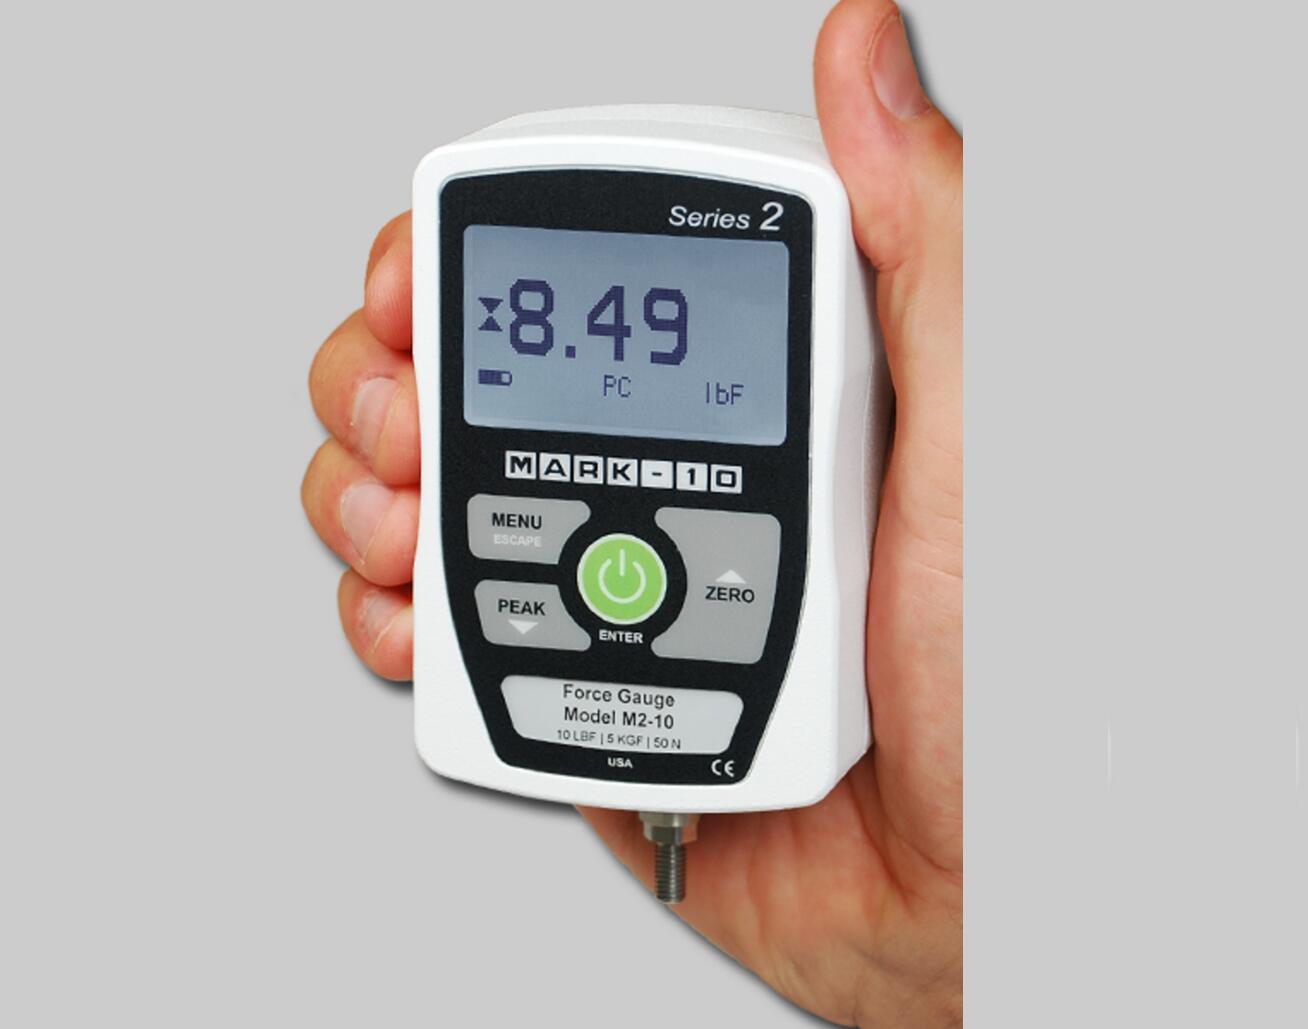 Series 2
8.49
PC lbF
MARK-10
MENU
ESCAPE
PEAK
ZERO
ENTER
Force Gauge
Model M2-10
10 LBF | 5 KGF | 50 N
USA
CE